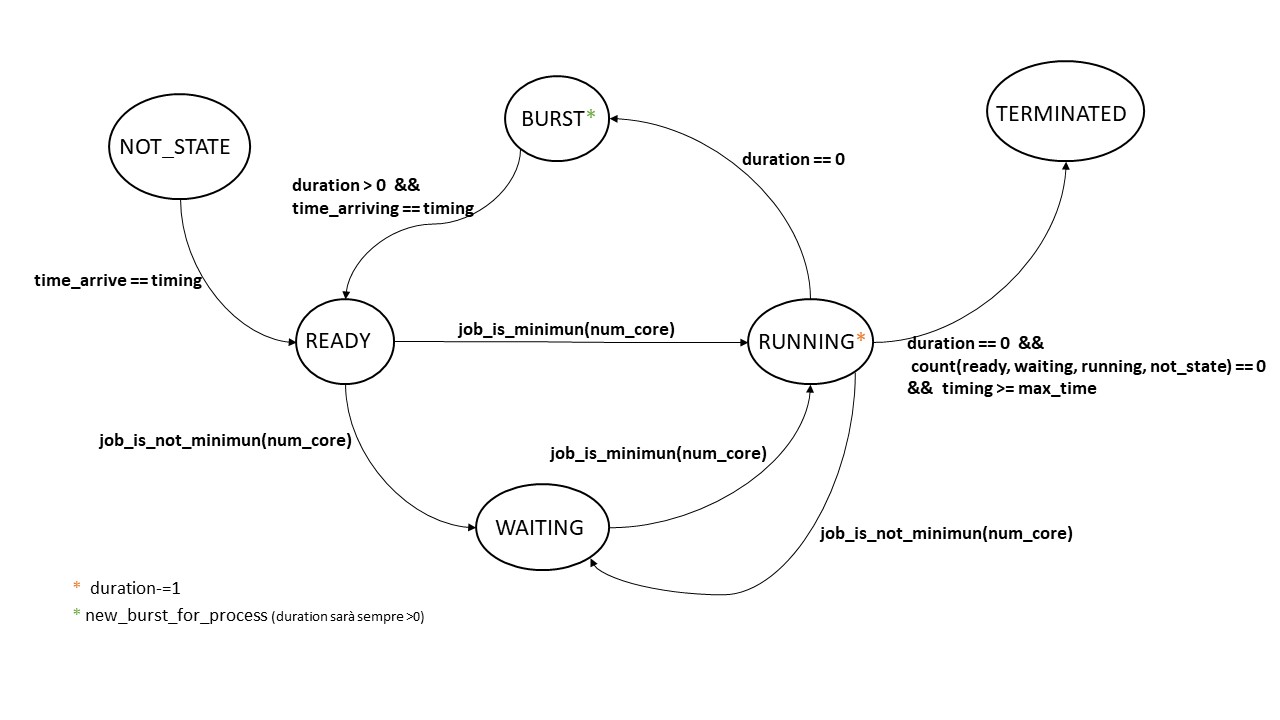 NOT_STATE
BURST*
TERMINATED
duration == 0
duration > 0 &&
time_arriving == timing
time_arrive == timing
READY
job_is_minimun(num_core)
RUNNING*
duration == 0 &&
count(ready, waiting, running, not_state) == 0
&& timing >= max_time
job_is_not_minimun(num_core)
job_is_minimun(num_core)
WAITING
job_is_not_minimun(num_core)
* duration-=1
* new_burst_for_process (duration sarà sempre >0)